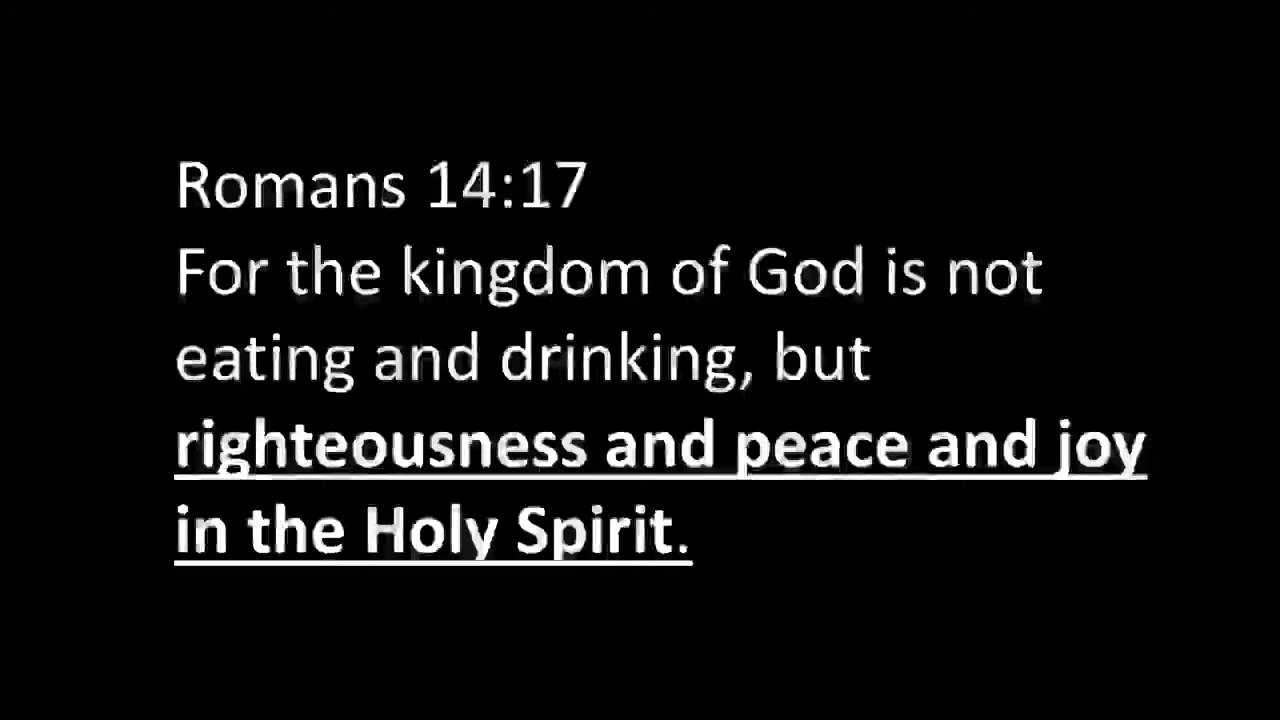 Romans 14:17
For the kingdom of God is not
eating and drinking, but
righteousness and peace and joy
in the Holy Spirit.